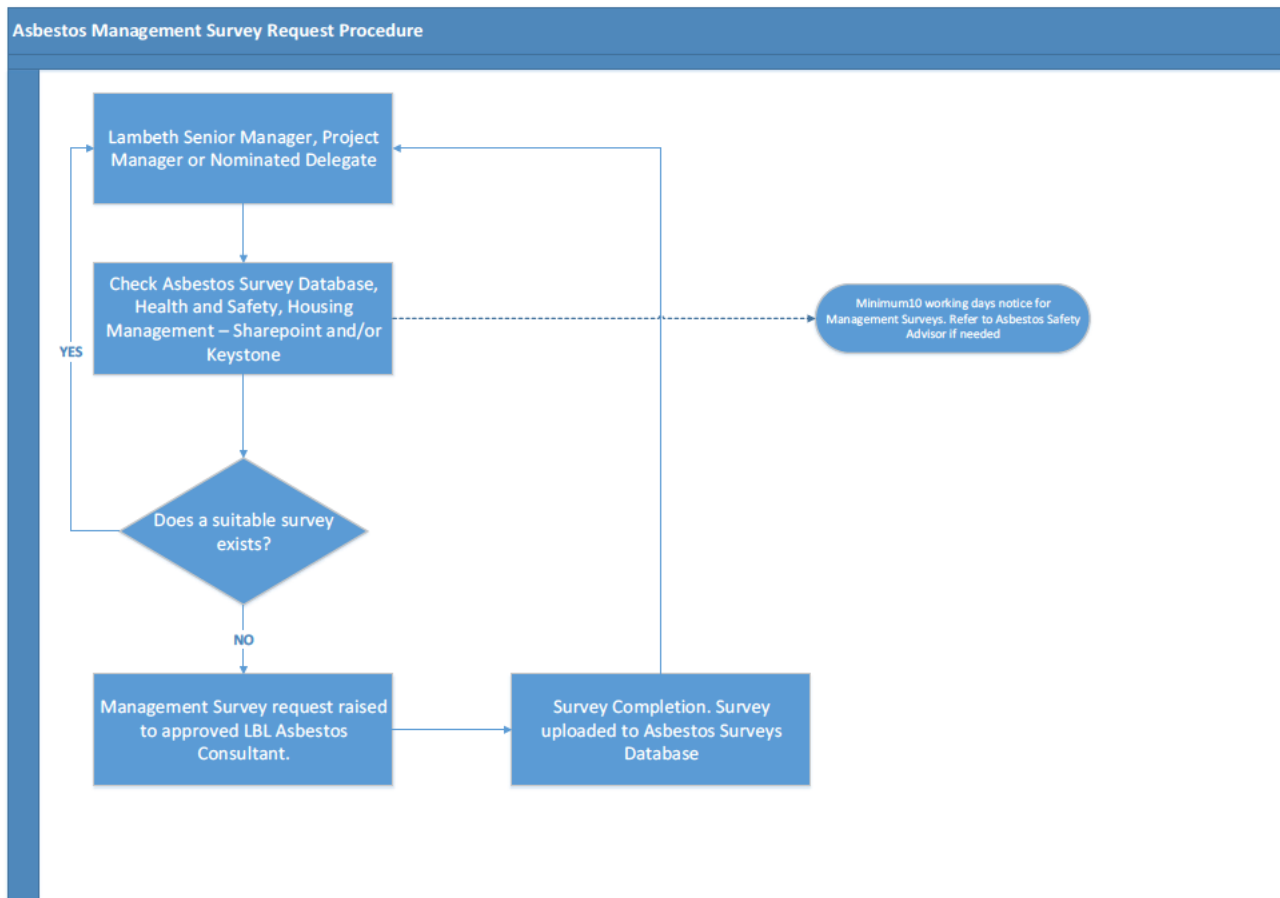 Asbestos Management Survey Request Procedure
Lambeth Senior Manager, Project
Manager or Nominated Delegate
Check Asbestos Survey Database,
Health and Safety, Housing
Management – Sharepoint and/or
Keystone
Minimum10 working days notice for
Management Surveys. Refer to Asbestos Safety
Advisor if needed
YES
Does a suitable survey
exists?
NO
Management Survey request raised
to approved LBL Asbestos
Consultant.
Survey Completion. Survey
uploaded to Asbestos Surveys
Database